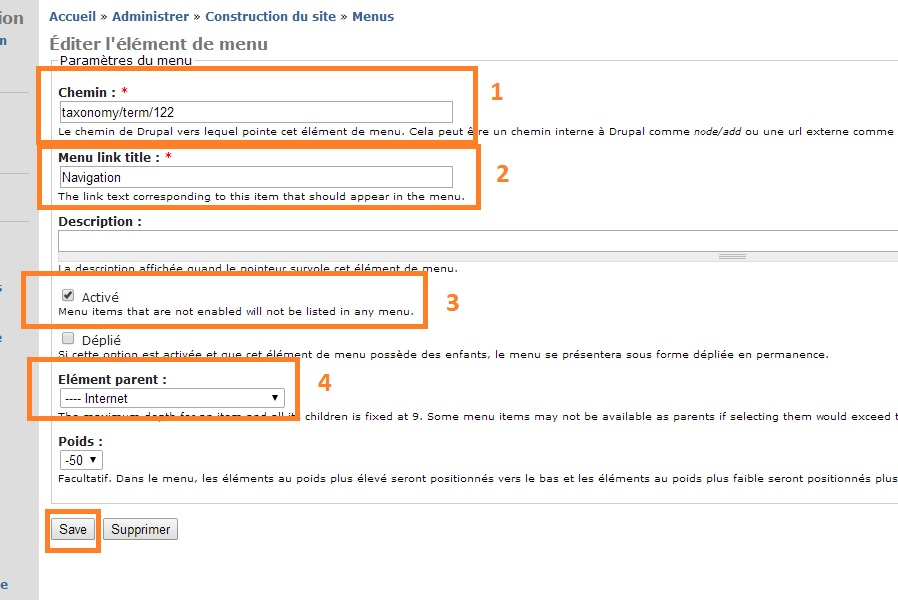 ion
Accueil » Administrer » Construction du site » Menus
n
Éditer l'élément de menu
Paramètres du menu
1
Chemin : *
taxonomy/term/122
Le chemin de Drupal vers lequel pointe cet élément de menu. Cela peut être un chemin interne à Drupal comme node/add ou une url externe comme
Menu link title : *
2
Navigation
The link text corresponding to this item that should appear in the menu.
Description :
La description affichée quand le pointeur survole cet élément de menu.
s
Activé
3
Menu items that are not enabled will not be listed in any menu.
e
Déplié
Si cette option est activée et que cet élément de menu possède des enfants, le menu se présentera sous forme dépliée en permanence.
Elément parent :
4
---- Internet
The maximum depth for an item and all its children is fixed at 9. Some menu items may not be available as parents if selecting them would exceed t
Poids :
-50
Facultatif. Dans le menu, les éléments au poids plus élevé seront positionnés vers le bas et les éléments au poids plus faible seront positionnés plus
Save Supprimer
e